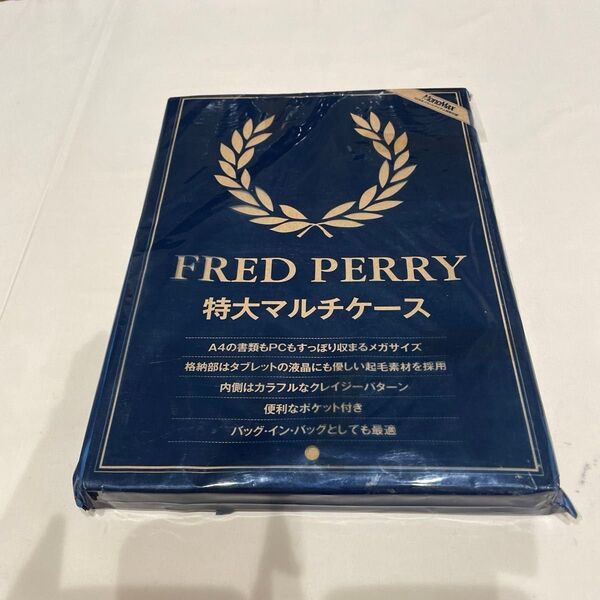 MonoMax
FRED PERRY
特大マルチケース
A4の書類もPCもすっぽり収まるメガサイズ
格納部はタブレットの液晶にも優しい起毛素材を採用
内側はカラフルなクレイジーパターン
便利なポケット付き
バッグ・イン・バッグとしても最適